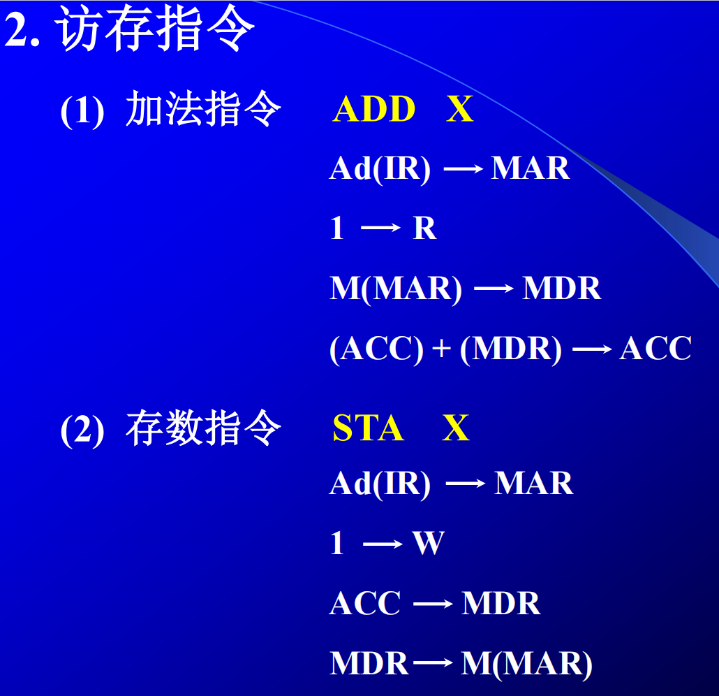 2. 访存指令
(1) 加法指令 ADD X
Ad(IR) → MAR
1 → R
M(MAR) → MDR
(ACC) + (MDR) → ACC
(2) 存数指令 STA X
Ad(IR) → MAR
1 → W
ACC → MDR
MDR → M(MAR)